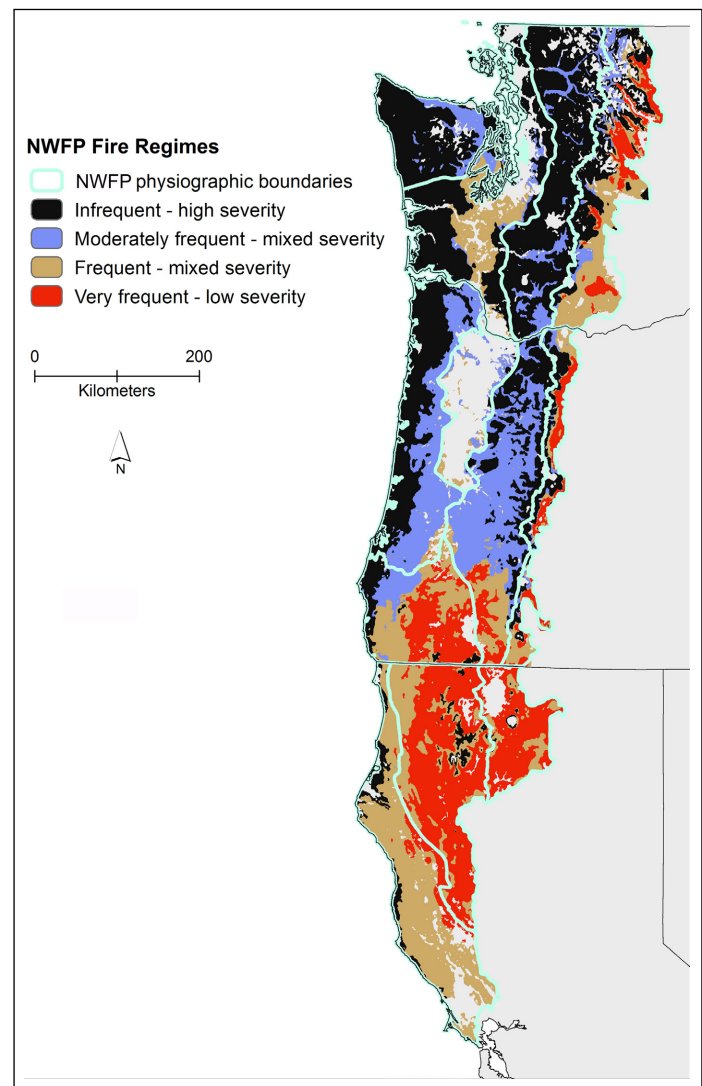 NWFP Fire Regimes
NWFP physiographic boundaries
Infrequent - high severity
Moderately frequent - mixed severity
Frequent - mixed severity
Very frequent - low severity
0 200
Kilometers
N